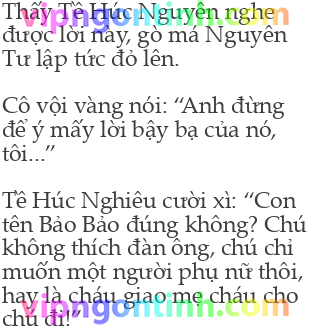 Thấy Tề Húc Nguyên nghe
được lời này, gò má Nguyên
Tư lập tức đỏ lên.
Cô vội vàng nói: “Anh đừng
để ý mấy lời bậy bạ của nó,
tôi...”
Tề Húc Nghiêu cười xì: “Con
tên Bảo Bảo đúng không? Chú
không thích đàn ông, chú chỉ
muốn một người phụ nữ thôi,
hay là cháu giao mẹ cháu cho
chú đi!”
vipngontinh.com
vipngontinh.com